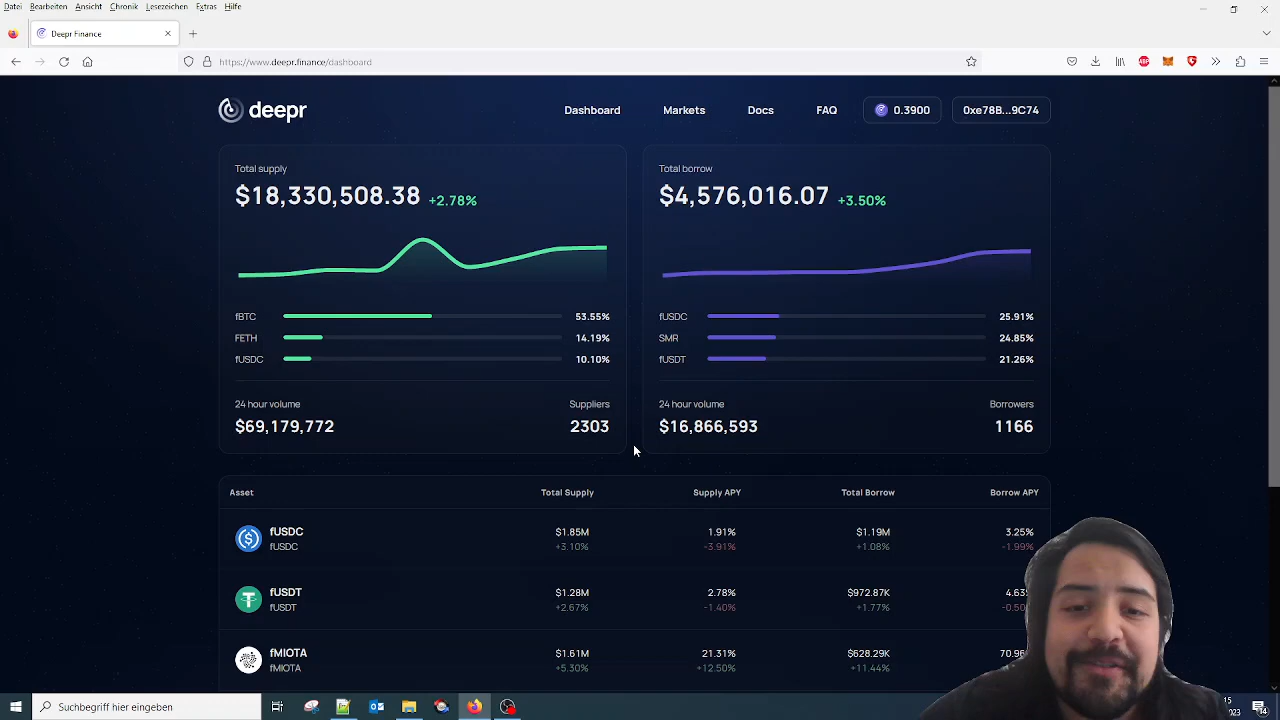 Datei Bearbeiten Ansicht Chronik Lesezeichen Extras Hilfe
Deepr Finance
https://www.deepr.finance/dashboard
deepr Dashboard Markets Docs FAQ 0.3900 0xe78B...9C74
Total supply
$18,330,508.38 +2.78%
fBTC 53.55%
FETH 14.19%
fUSDC 10.10%
24 hour volume Suppliers
$69,179,772 2303
Total borrow
$4,576,016.07 +3.50%
fUSDC 25.91%
SMR 24.85%
fUSDT 21.26%
24 hour volume Borrowers
$16,866,593 1166
Asset Total Supply Supply APY Total Borrow Borrow APY
fUSDC $1.85M 1.91% $1.19M 3.25%
fUSDC +3.10% -3.91% +1.08% -1.99%
fUSDT $1.28M 2.78% $972.87K
fUSDT +2.67% -1.40% +1.77%
fMIOTA $1.61M 21.31% $628.29K
fMIOTA +5.30% +12.50% +11.44%
Suchbegriff hier eingeben